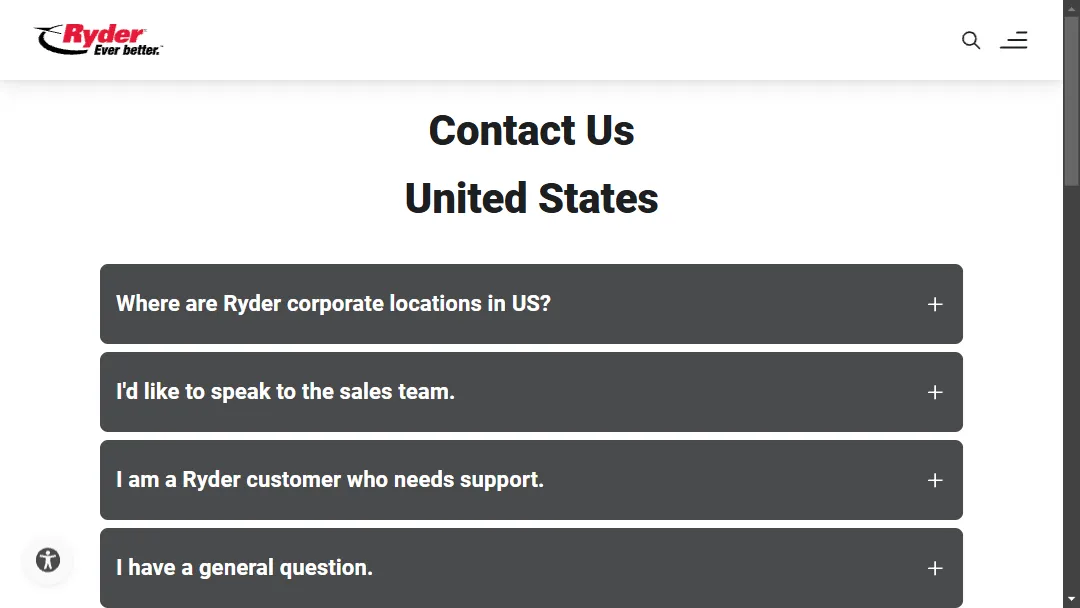 Ryder
Ever better.™
Contact Us
United States
Where are Ryder corporate locations in US?
I'd like to speak to the sales team.
I am a Ryder customer who needs support.
I have a general question.